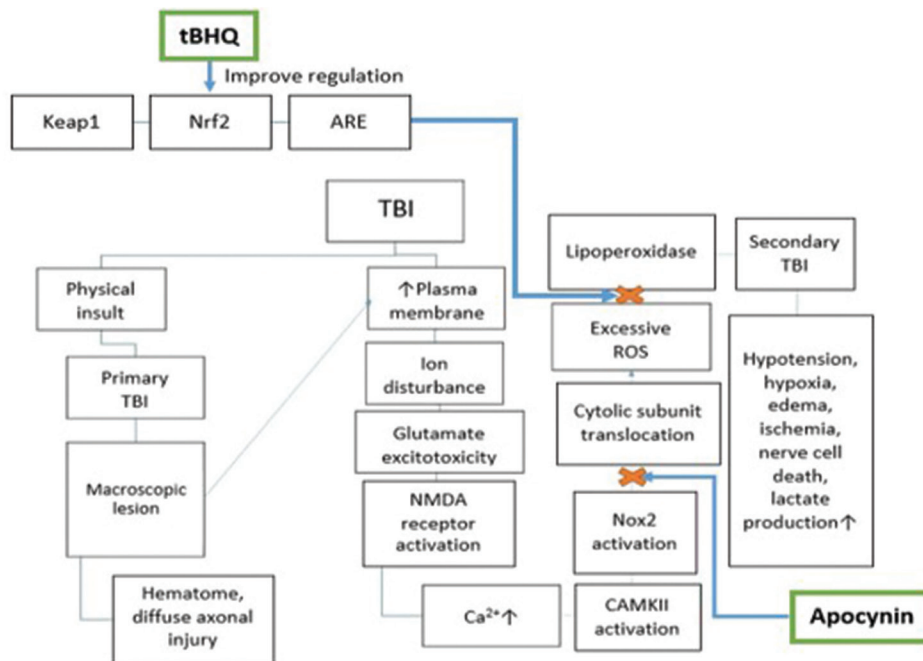 tBHQ
Improve regulation
Keap1
Nrf2
ARE
TBI
Physical
insult
↑Plasma
membrane
Lipoperoxidase
Secondary
TBI
Primary
TBI
Ion
disturbance
Excessive
ROS
Hypotension,
hypoxia,
edema,
ischemia,
nerve cell
death,
lactate
production↑
Macroscopic
lesion
Glutamate
excitotoxicity
Cytolic subunit
translocation
NMDA
receptor
activation
Nox2
activation
Hematome,
diffuse axonal
injury
Ca²⁺↑
CAMKII
activation
Apocynin